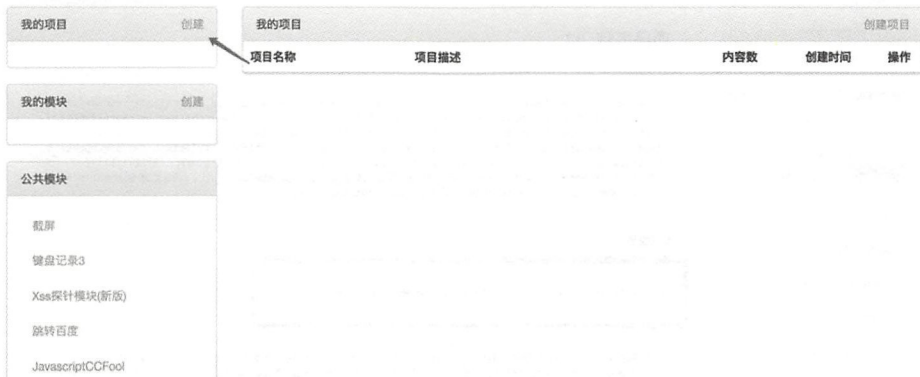 我的项目 创建
我的模块 创建
公共模块
截屏
键盘记录3
Xss探针模块(新版)
跳转百度
JavascriptCCFool
我的项目 创建项目
项目名称 项目描述 内容数 创建时间 操作